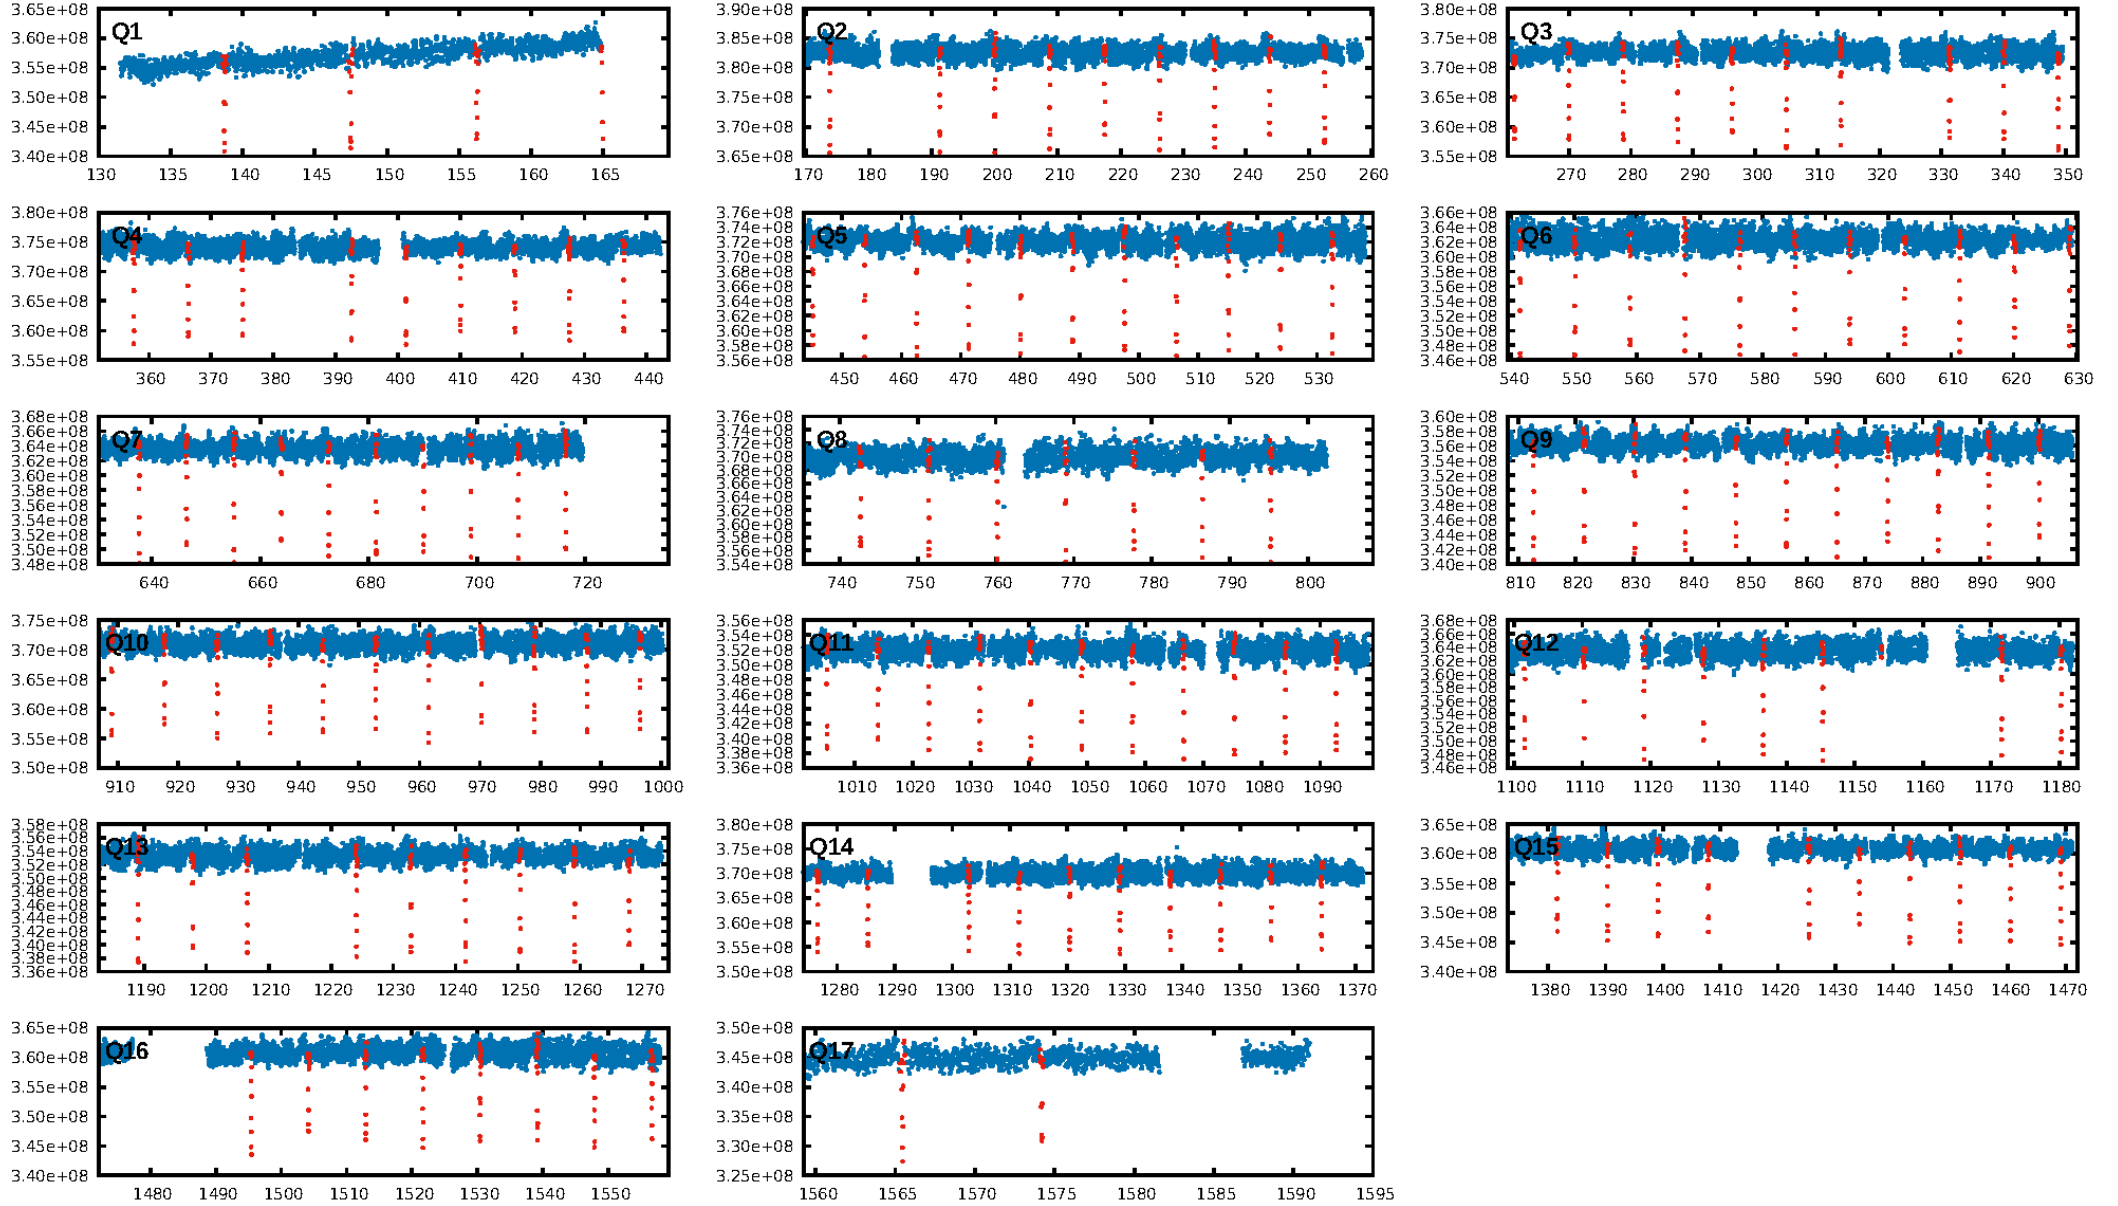 3.65e+08 3.60e+08 3.55e+08 3.50e+08 3.45e+08 3.40e+08
Q1
130 135 140 145 150 155 160 165
3.90e+08 3.85e+08 3.80e+08 3.75e+08 3.70e+08 3.65e+08
Q2
170 180 190 200 210 220 230 240 250 260
3.80e+08 3.75e+08 3.70e+08 3.65e+08 3.60e+08 3.55e+08
Q3
270 280 290 300 310 320 330 340 350
3.80e+08 3.75e+08 3.70e+08 3.65e+08 3.60e+08 3.55e+08
Q4
360 370 380 390 400 410 420 430 440
3.76e+08 3.74e+08 3.72e+08 3.70e+08 3.68e+08 3.66e+08 3.64e+08 3.62e+08 3.60e+08 3.58e+08 3.56e+08
Q5
450 460 470 480 490 500 510 520 530
3.66e+08 3.64e+08 3.62e+08 3.60e+08 3.58e+08 3.56e+08 3.54e+08 3.52e+08 3.50e+08 3.48e+08 3.46e+08
Q6
540 550 560 570 580 590 600 610 620 630
3.68e+08 3.66e+08 3.64e+08 3.62e+08 3.60e+08 3.58e+08 3.56e+08 3.54e+08 3.52e+08 3.50e+08 3.48e+08
Q7
640 660 680 700 720
3.76e+08 3.74e+08 3.72e+08 3.70e+08 3.68e+08 3.66e+08 3.64e+08 3.62e+08 3.60e+08 3.58e+08 3.56e+08 3.54e+08
Q8
740 750 760 770 780 790 800
3.60e+08 3.58e+08 3.56e+08 3.54e+08 3.52e+08 3.50e+08 3.48e+08 3.46e+08 3.44e+08 3.42e+08 3.40e+08
Q9
810 820 830 840 850 860 870 880 890 900
3.75e+08 3.70e+08 3.65e+08 3.60e+08 3.55e+08 3.50e+08
Q10
910 920 930 940 950 960 970 980 990 1000
3.56e+08 3.54e+08 3.52e+08 3.50e+08 3.48e+08 3.46e+08 3.44e+08 3.42e+08 3.40e+08 3.38e+08 3.36e+08
Q11
1010 1020 1030 1040 1050 1060 1070 1080 1090
3.68e+08 3.66e+08 3.64e+08 3.62e+08 3.60e+08 3.58e+08 3.56e+08 3.54e+08 3.52e+08 3.50e+08 3.48e+08 3.46e+08
Q12
1100 1110 1120 1130 1140 1150 1160 1170 1180
3.58e+08 3.56e+08 3.54e+08 3.52e+08 3.50e+08 3.48e+08 3.46e+08 3.44e+08 3.42e+08 3.40e+08 3.38e+08 3.36e+08
Q13
1190 1200 1210 1220 1230 1240 1250 1260 1270
3.80e+08 3.75e+08 3.70e+08 3.65e+08 3.60e+08 3.55e+08 3.50e+08
Q14
1280 1290 1300 1310 1320 1330 1340 1350 1360 1370
3.65e+08 3.60e+08 3.55e+08 3.50e+08 3.45e+08 3.40e+08
Q15
1380 1390 1400 1410 1420 1430 1440 1450 1460 1470
3.65e+08 3.60e+08 3.55e+08 3.50e+08 3.45e+08 3.40e+08
Q16
1480 1490 1500 1510 1520 1530 1540 1550
3.50e+08 3.45e+08 3.40e+08 3.35e+08 3.30e+08 3.25e+08
Q17
1560 1565 1570 1575 1580 1585 1590 1595